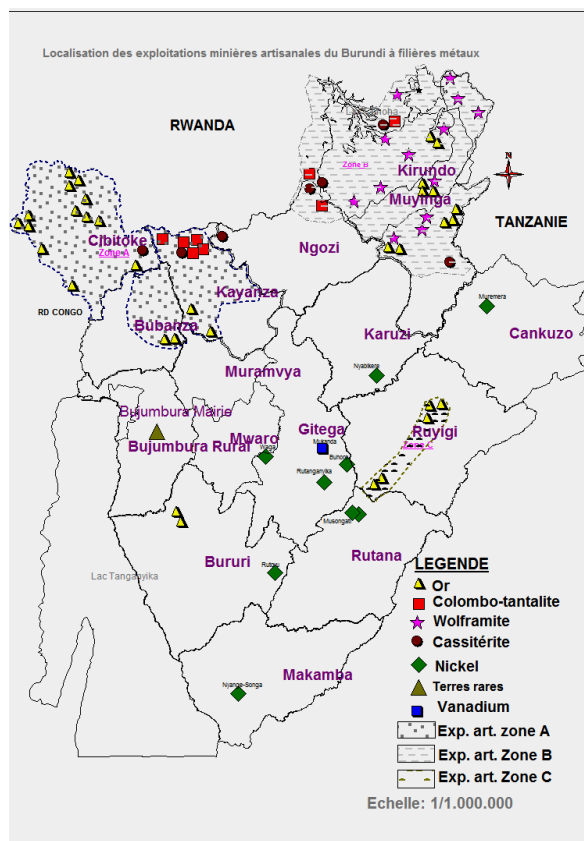 Localisation des exploitations minières artisanales du Burundi à filières métaux
RWANDA
Zone B
Kirundo
N
Muyinga
TANZANIE
Cibitoke
Zone A
Ngozi
Kayanza
Muremera
RD CONGO
Bubanza
Karuzi
Cankuzo
Nyabikere
Muramvya
Bujumbura Mairie
Gitega
Ruyigi
Mwaro
Mukanda
Bujumbura Rural
Waga
Zone C
Buhoro
Rutanganyika
Musongati
Bururi
Rutana
Rutovu
Lac Tanganyika
Makamba
Nyange-Songa
LEGENDE
Or
Colombo-tantalite
Wolframite
Cassitérite
Nickel
Terres rares
Vanadium
Exp. art. zone A
Exp. art. Zone B
Exp. art. Zone C
Echelle: 1/1.000.000